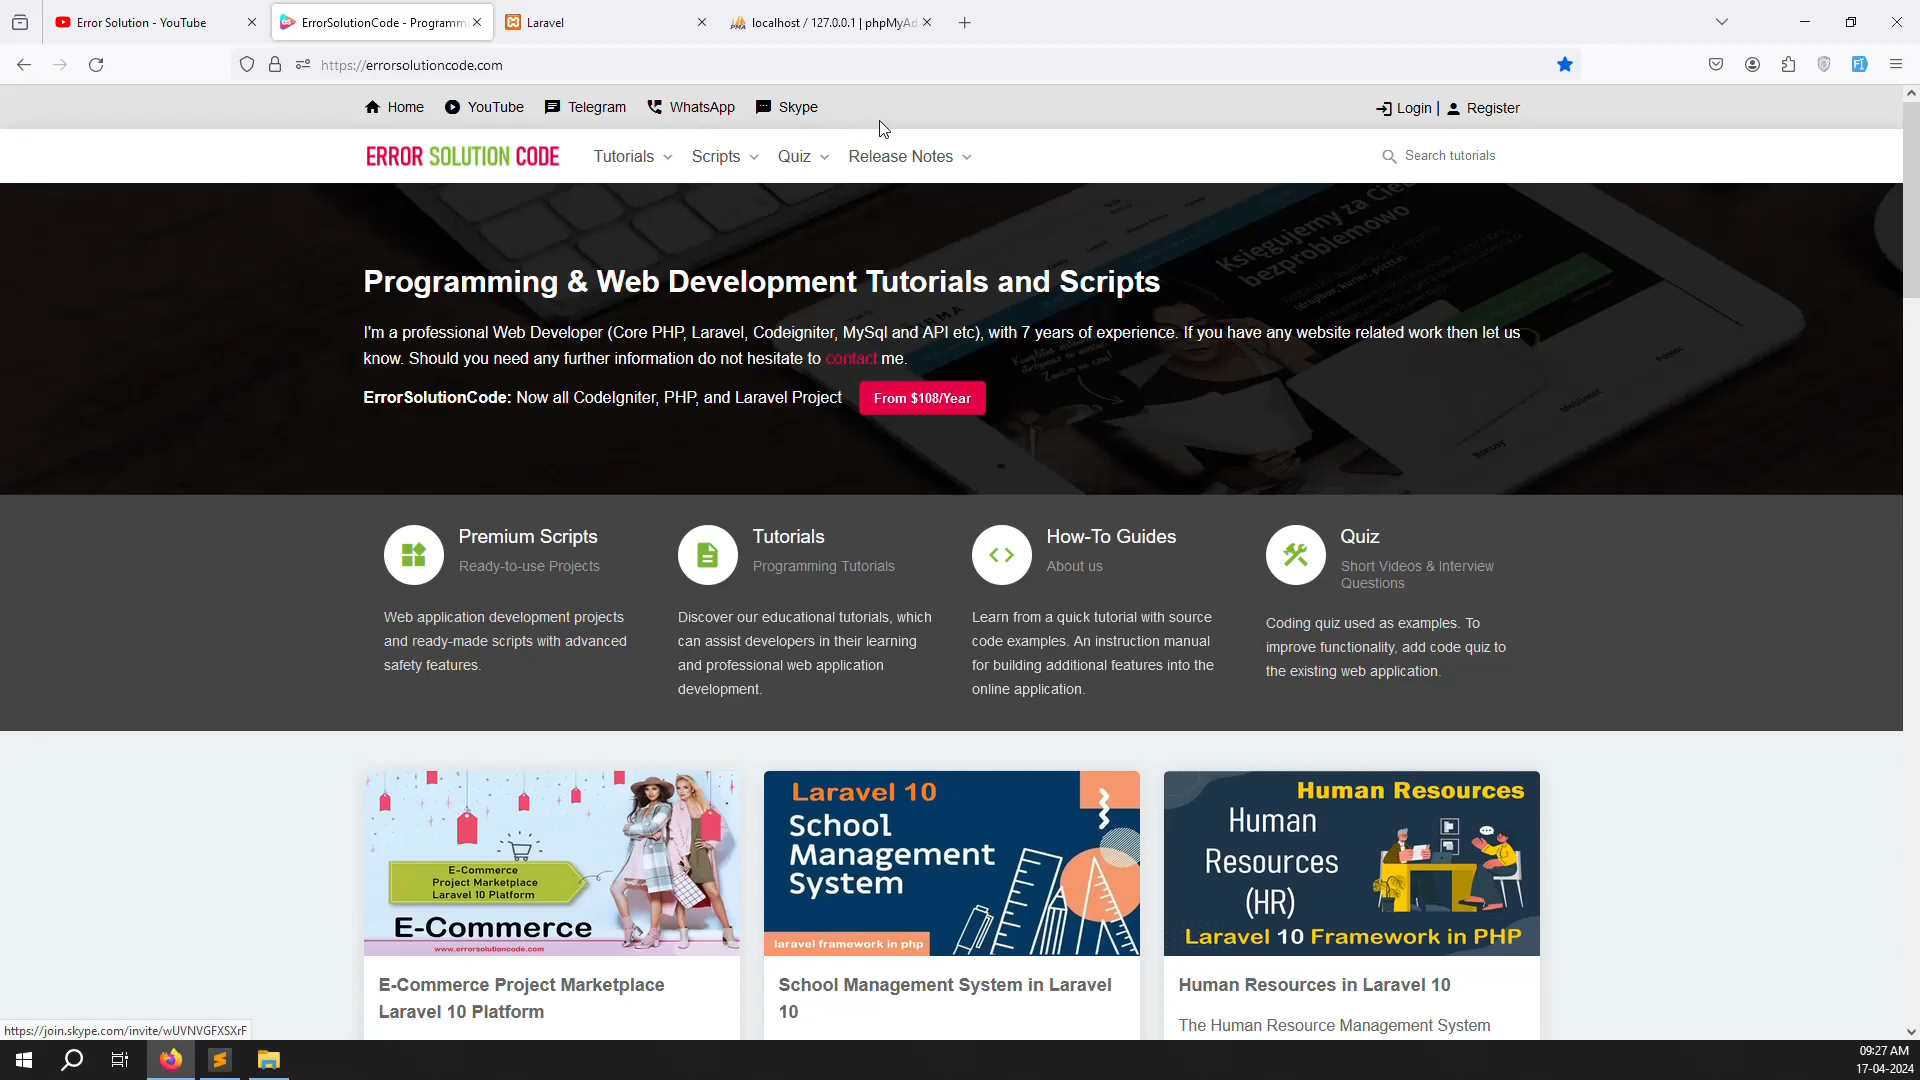 Error Solution - YouTube
ErrorSolutionCode - Programm
Laravel
localhost / 127.0.0.1 | phpMyAd
https://errorsolutioncode.com
Home
YouTube
Telegram
WhatsApp
Skype
Login |
Register
ERROR SOLUTION CODE
Tutorials
Scripts
Quiz
Release Notes
Search tutorials
Księgujemy za Ciebie
bezproblemowo
Programming & Web Development Tutorials and Scripts
I'm a professional Web Developer (Core PHP, Laravel, Codeigniter, MySql and API etc), with 7 years of experience. If you have any website related work then let us
know. Should you need any further information do not hesitate to contact me.
ErrorSolutionCode: Now all CodeIgniter, PHP, and Laravel Project
From $108/Year
Premium Scripts
Ready-to-use Projects
Web application development projects
and ready-made scripts with advanced
safety features.
Tutorials
Programming Tutorials
Discover our educational tutorials, which
can assist developers in their learning
and professional web application
development.
How-To Guides
About us
Learn from a quick tutorial with source
code examples. An instruction manual
for building additional features into the
online application.
Quiz
Short Videos & Interview
Questions
Coding quiz used as examples. To
improve functionality, add code quiz to
the existing web application.
E-Commerce
Project Marketplace
Laravel 10 Platform
E-Commerce
www.errorsolutioncode.com
E-Commerce Project Marketplace
Laravel 10 Platform
Laravel 10
School
Management
System
laravel framework in php
School Management System in Laravel
10
Human Resources
Human
Resources
(HR)
Laravel 10 Framework in PHP
Human Resources in Laravel 10
The Human Resource Management System
https://join.skype.com/invite/wUVNVGFXSXrF
09:27 AM
17-04-2024